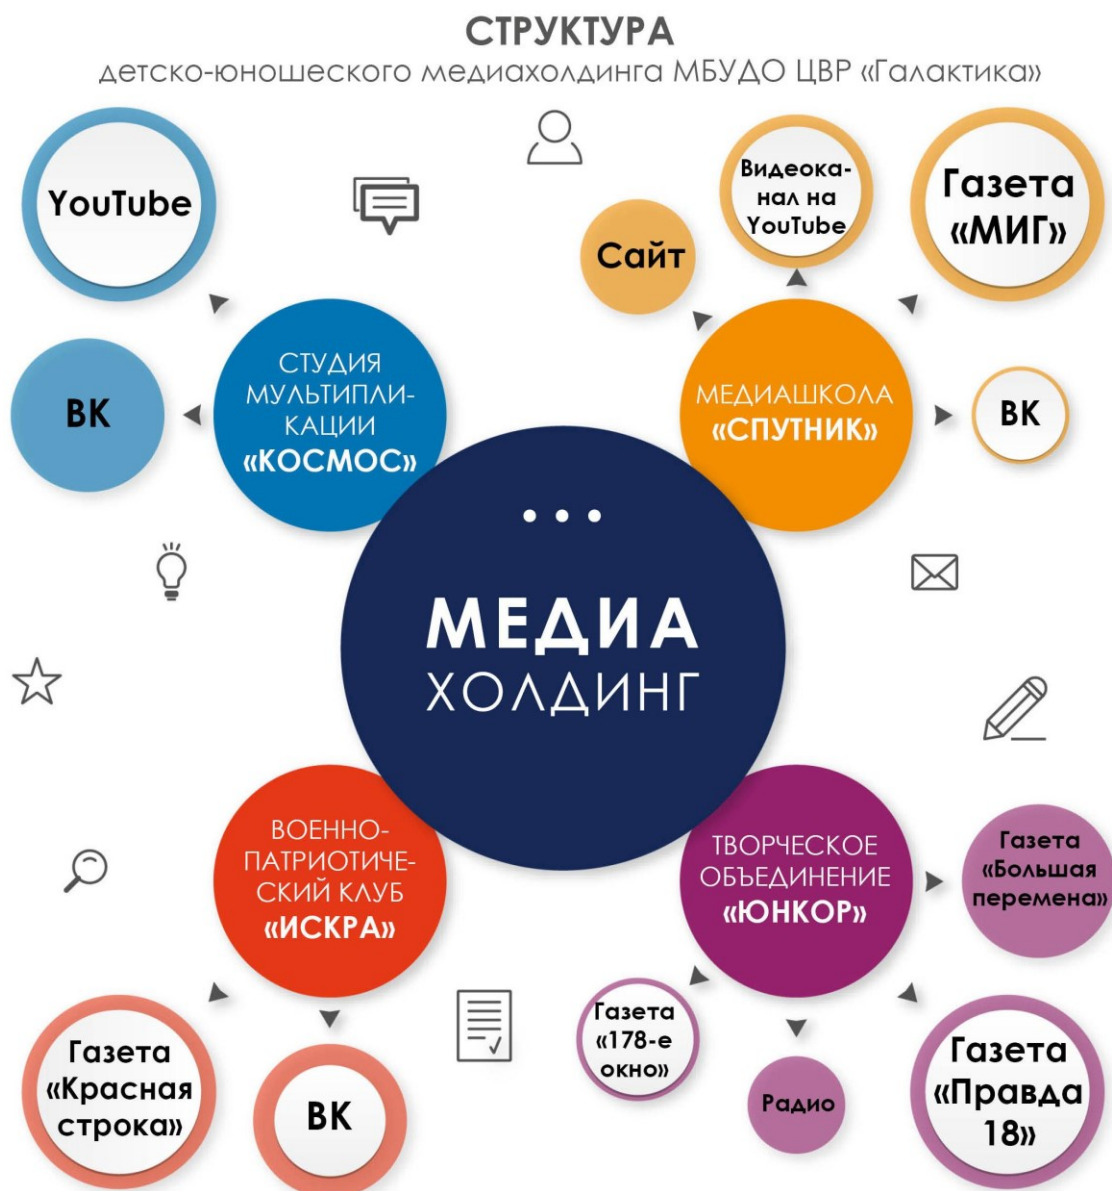 СТРУКТУРА
детско-юношеского медиахолдинга МБУДО ЦВР «Галактика»
YouTube
ВК
СТУДИЯ
МУЛЬТИПЛИ-
КАЦИИ
«КОСМОС»
Сайт
Видеока-
нал на
YouTube
Газета
«МИГ»
МЕДИАШКОЛА
«СПУТНИК»
ВК
МЕДИА
ХОЛДИНГ
ВОЕННО-
ПАТРИОТИЧЕ-
СКИЙ КЛУБ
«ИСКРА»
Газета
«Красная
строка»
ВК
ТВОРЧЕСКОЕ
ОБЪЕДИНЕНИЕ
«ЮНКОР»
Газета
«Большая
перемена»
Газета
«178-е
окно»
Радио
Газета
«Правда
18»